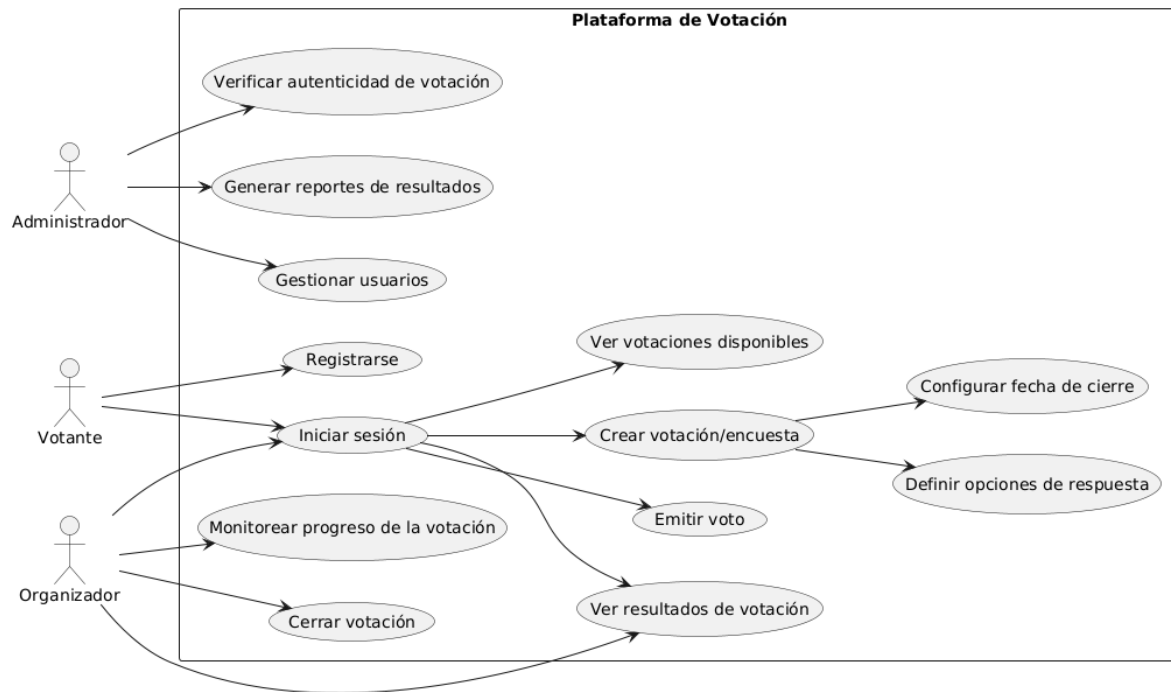 Plataforma de Votación
Verificar autenticidad de votación
Generar reportes de resultados
Administrador
Gestionar usuarios
Ver votaciones disponibles
Registrarse
Configurar fecha de cierre
Votante
Iniciar sesión
Crear votación/encuesta
Definir opciones de respuesta
Emitir voto
Monitorear progreso de la votación
Organizador
Ver resultados de votación
Cerrar votación